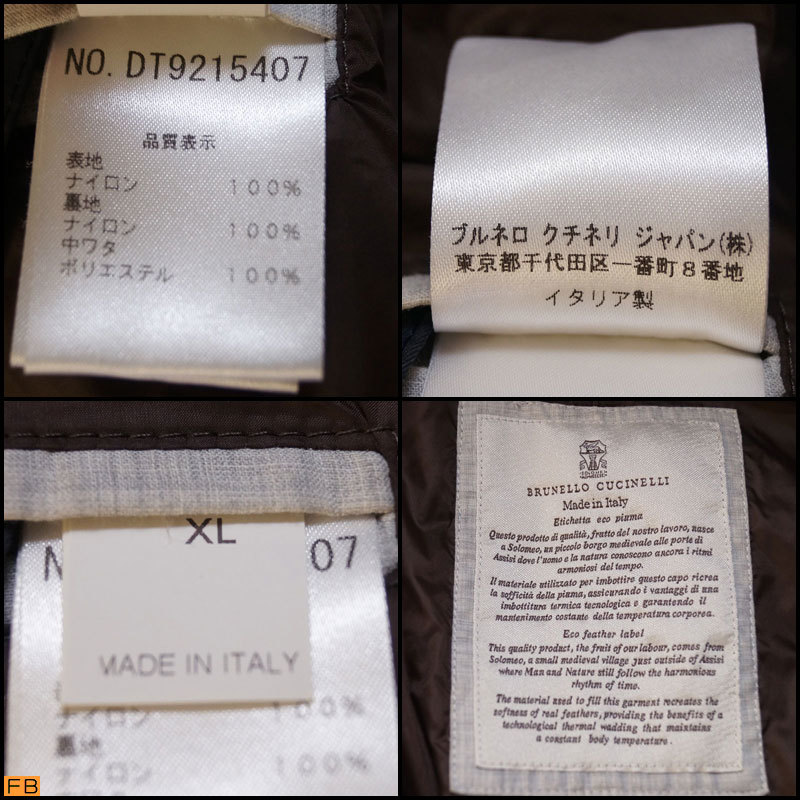 NO. DT9215407
品質表示
表地
ナイロン 100%
裏地
ナイロン 100%
中ワタ
ポリエステル 100%
ブルネロ クチネリ ジャパン(株)
東京都千代田区一番町8番地
イタリア製
XL
N 07
MADE IN ITALY
表
ナイロン 100%
裏地
ナイロン 100%
BRUNELLO CUCINELLI
Made in Italy
Etichetta eco piuma
Questo prodotto di qualità, frutto del nostro lavoro, nasce
a Solomeo, un piccolo borgo medievale alle porte di
Assisi dove l'uomo e la natura conoscono ancora i ritmi
armoniosi del tempo.
Il materiale utilizzato per imbottire questo capo ricrea
la sofficità della piuma, assicurando i vantaggi di una
imbottitura termica tecnologica e garantendo il
mantenimento costante della temperatura corporea.
Eco feather label
This quality product, the fruit of our labour, comes from
Solomeo, a small medieval village just outside of Assisi
where Man and Nature still follow the harmonious
rhythm of time.
The material used to fill this garment recreates the
softness of real feathers, providing the benefits of a
technological thermal wadding that maintains
a constant body temperature.
FB